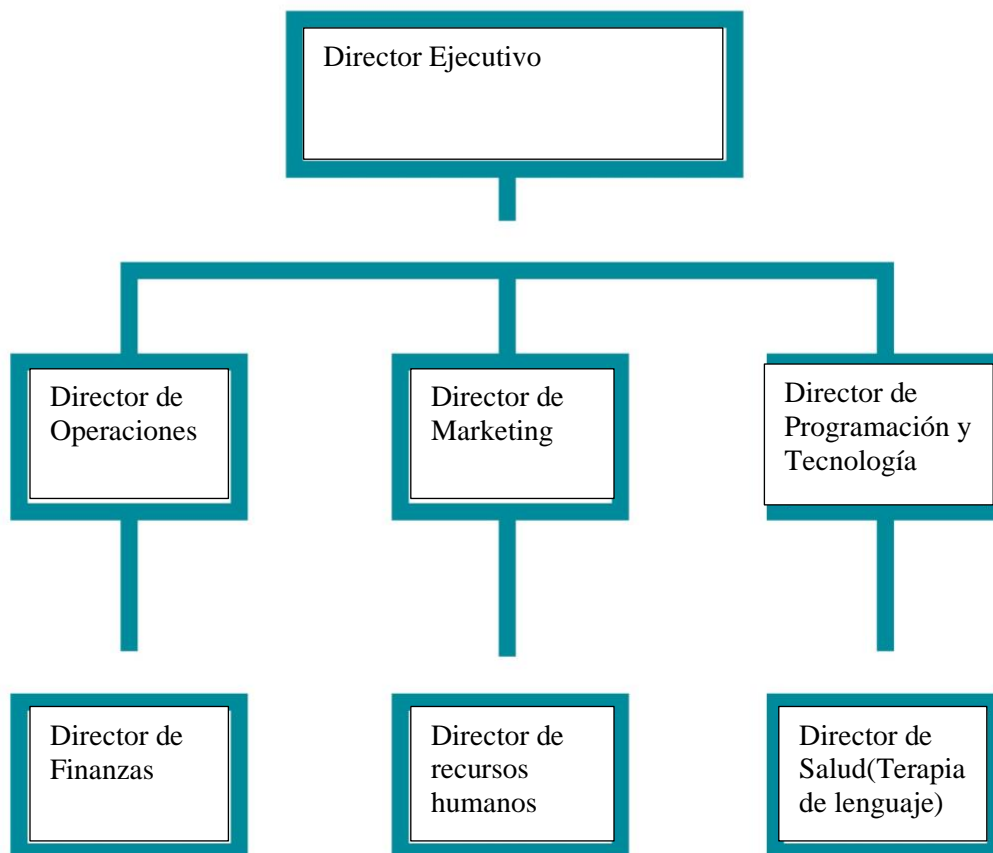 Director Ejecutivo
Director de
Operaciones
Director de
Marketing
Director de
Programación y
Tecnología
Director de
Finanzas
Director de
recursos
humanos
Director de
Salud(Terapia
de lenguaje)